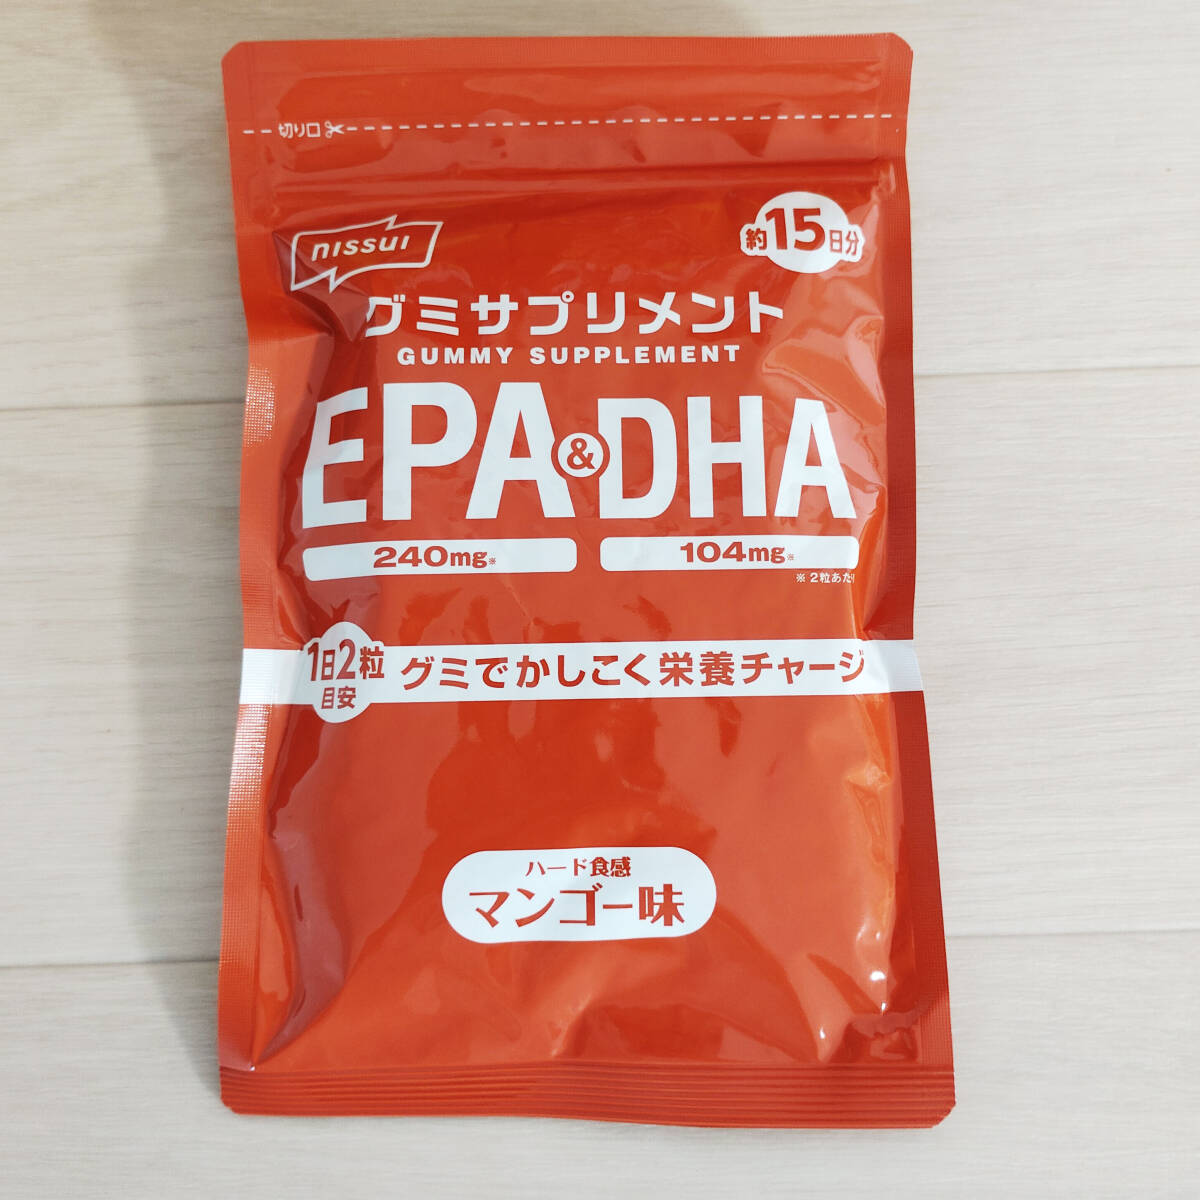 切り口
nissui
約15日分
グミサプリメント
GUMMY SUPPLEMENT
EPA&DHA
240mg※
104mg※
※2粒あたり
1日2粒
目安
グミでかしこく栄養チャージ
ハード食感
マンゴー味